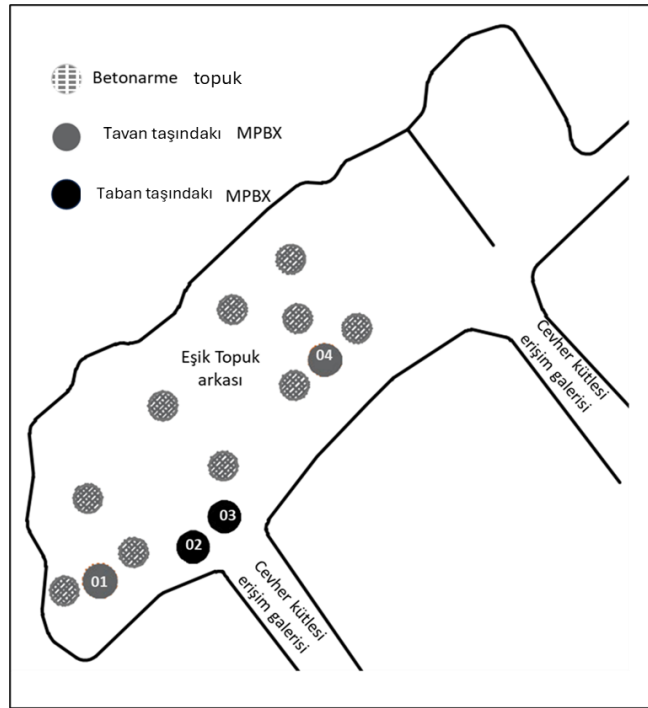 Betonarme topuk
Tavan taşındakı MPBX
Taban taşındakı MPBX
04
Eşik Topuk
arkası
Cevher kütlesi
erişim galerisi
03
02
01
Cevher kütlesi
erişim galerisi